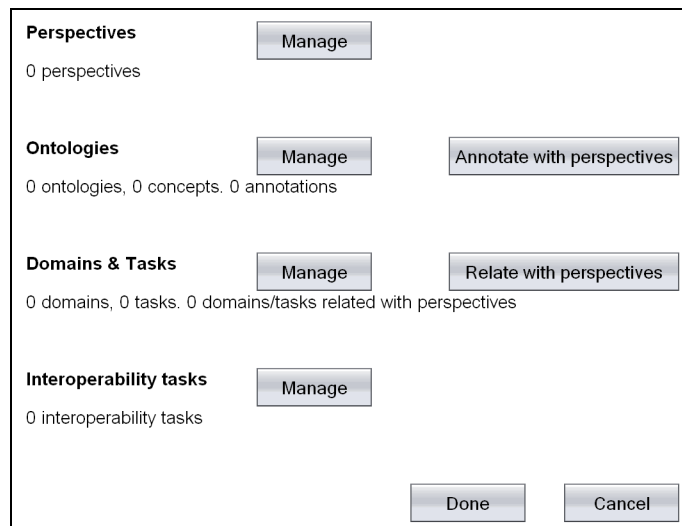 Perspectives
Manage
0 perspectives
Ontologies
Manage
Annotate with perspectives
0 ontologies, 0 concepts. 0 annotations
Domains & Tasks
Manage
Relate with perspectives
0 domains, 0 tasks. 0 domains/tasks related with perspectives
Interoperability tasks
Manage
0 interoperability tasks
Done
Cancel